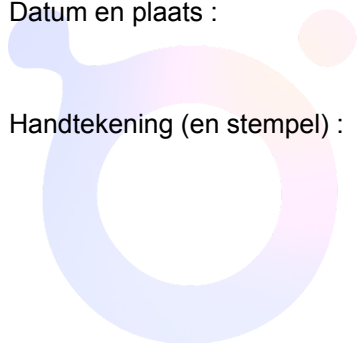 Datum en plaats :
Handtekening (en stempel) :